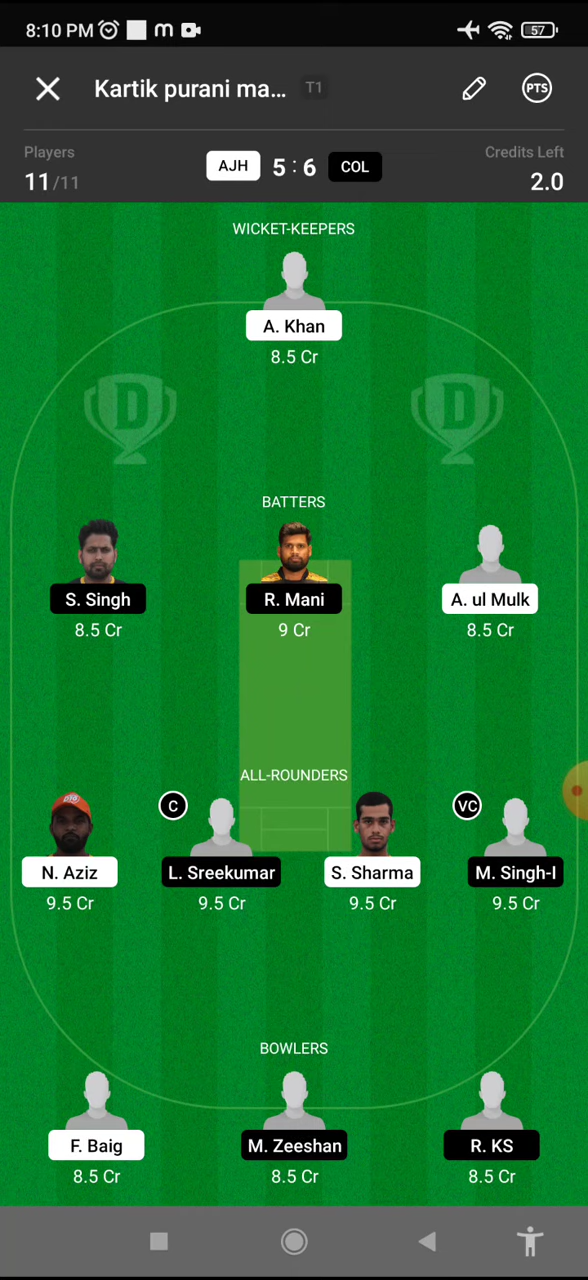 8:10 PM m 57
Kartik purani ma... T1 PTS
Players Credits Left
11/11 AJH 5 : 6 COL 2.0
WICKET-KEEPERS
A. Khan
8.5 Cr
D D
BATTERS
S. Singh R. Mani A. ul Mulk
8.5 Cr 9 Cr 8.5 Cr
ALL-ROUNDERS
C VC
N. Aziz L. Sreekumar S. Sharma M. Singh-I
9.5 Cr 9.5 Cr 9.5 Cr 9.5 Cr
BOWLERS
F. Baig M. Zeeshan R. KS
8.5 Cr 8.5 Cr 8.5 Cr